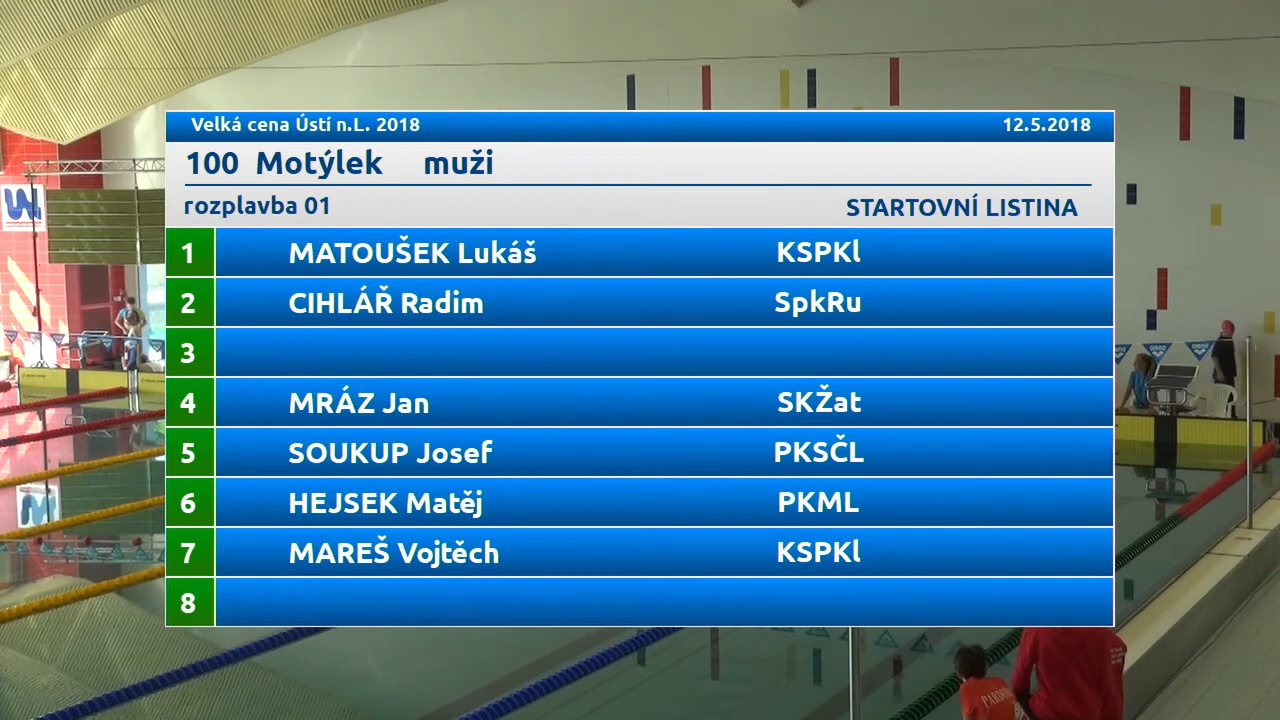 Velká cena Ústí n.L. 2018 12.5.2018
100 Motýlek muži
rozplavba 01 STARTOVNÍ LISTINA
1 MATOUŠEK Lukáš KSPKl
2 CIHLÁŘ Radim SpkRu
3
4 MRÁZ Jan SKŽat
5 SOUKUP Josef PKSČL
6 HEJSEK Matěj PKML
7 MAREŠ Vojtěch KSPKl
8